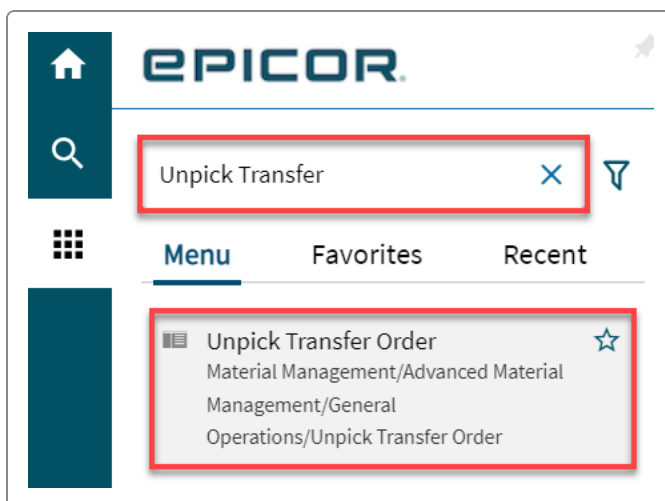 EPICOR.
Unpick Transfer
Menu Favorites Recent
Unpick Transfer Order
Material Management/Advanced Material
Management/General
Operations/Unpick Transfer Order